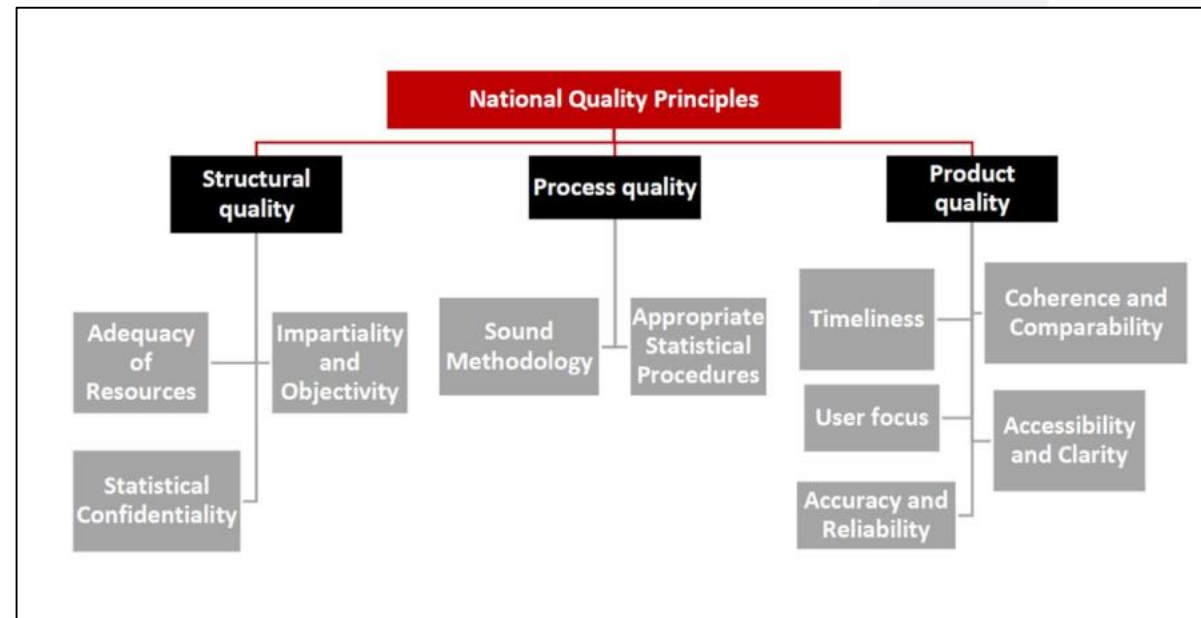 National Quality Principles
Structural
quality
Process quality
Product
quality
Adequacy
of
Resources
Impartiality
and
Objectivity
Statistical
Confidentiality
Sound
Methodology
Appropriate
Statistical
Procedures
Timeliness
Coherence and
Comparability
User focus
Accessibility
and Clarity
Accuracy and
Reliability